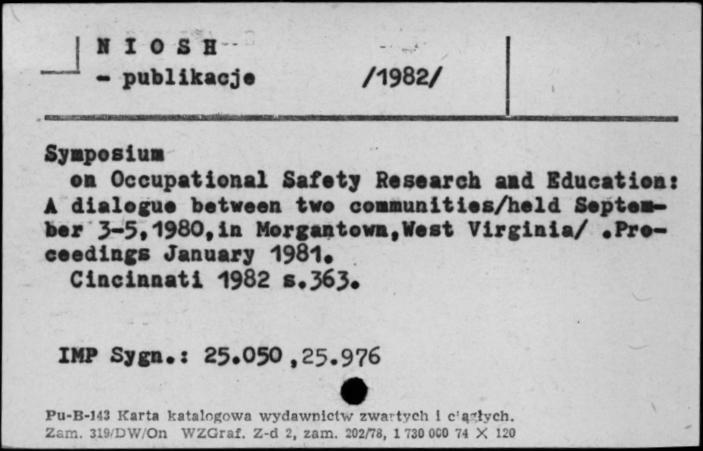 N I O S H
- publikacje /1982/
Symposium
on Occupational Safety Research and Education:
A dialogue between two communities/held Septem-
ber 3-5,1980,in Morgantown,West Virginia/ .Pro-
ceedings January 1981.
Cincinnati 1982 s.363.
IMP Sygn.: 25.050,25.976
Pu-B-143 Karta katalogowa wydawnictw zwartych i ciągłych.
Zam. 319/DW/On WZGraf. Z-d 2, zam. 202/78, 1 730 000 74 X 120